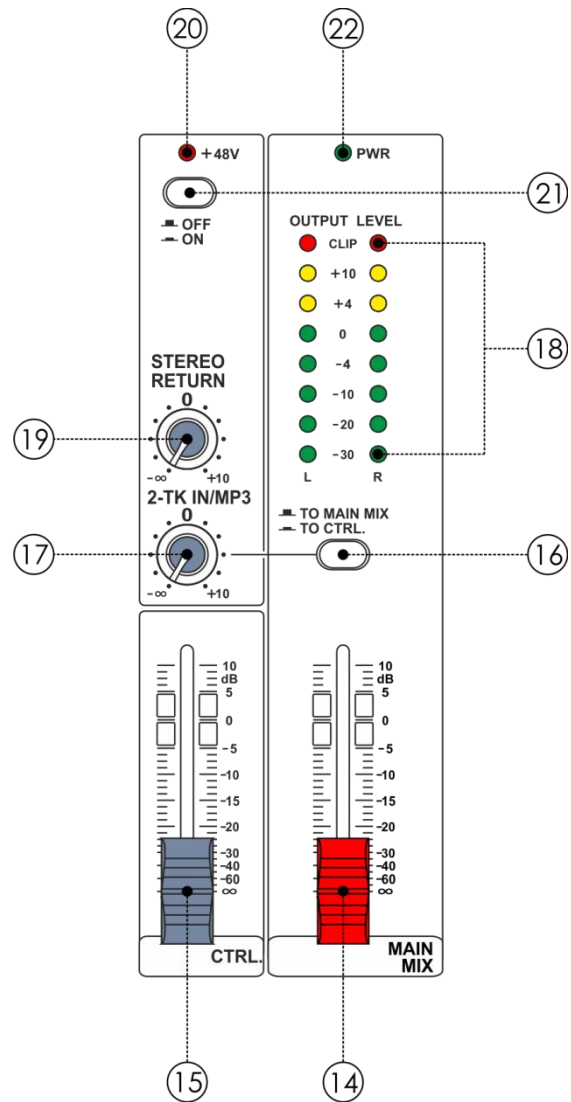 20
22
+48V
PWR
21
OFF
ON
OUTPUT LEVEL
CLIP
+10
+4
0
-4
-10
-20
-30
L R
18
STEREO
RETURN
0
19
-∞ +10
2-TK IN/MP3
0
TO MAIN MIX
TO CTRL.
17
16
-∞ +10
10
dB
5
0
-5
-10
-15
-20
-30
-40
-60
∞
CTRL.
10
dB
5
0
-5
-10
-15
-20
-30
-40
-60
∞
MAIN
MIX
15
14